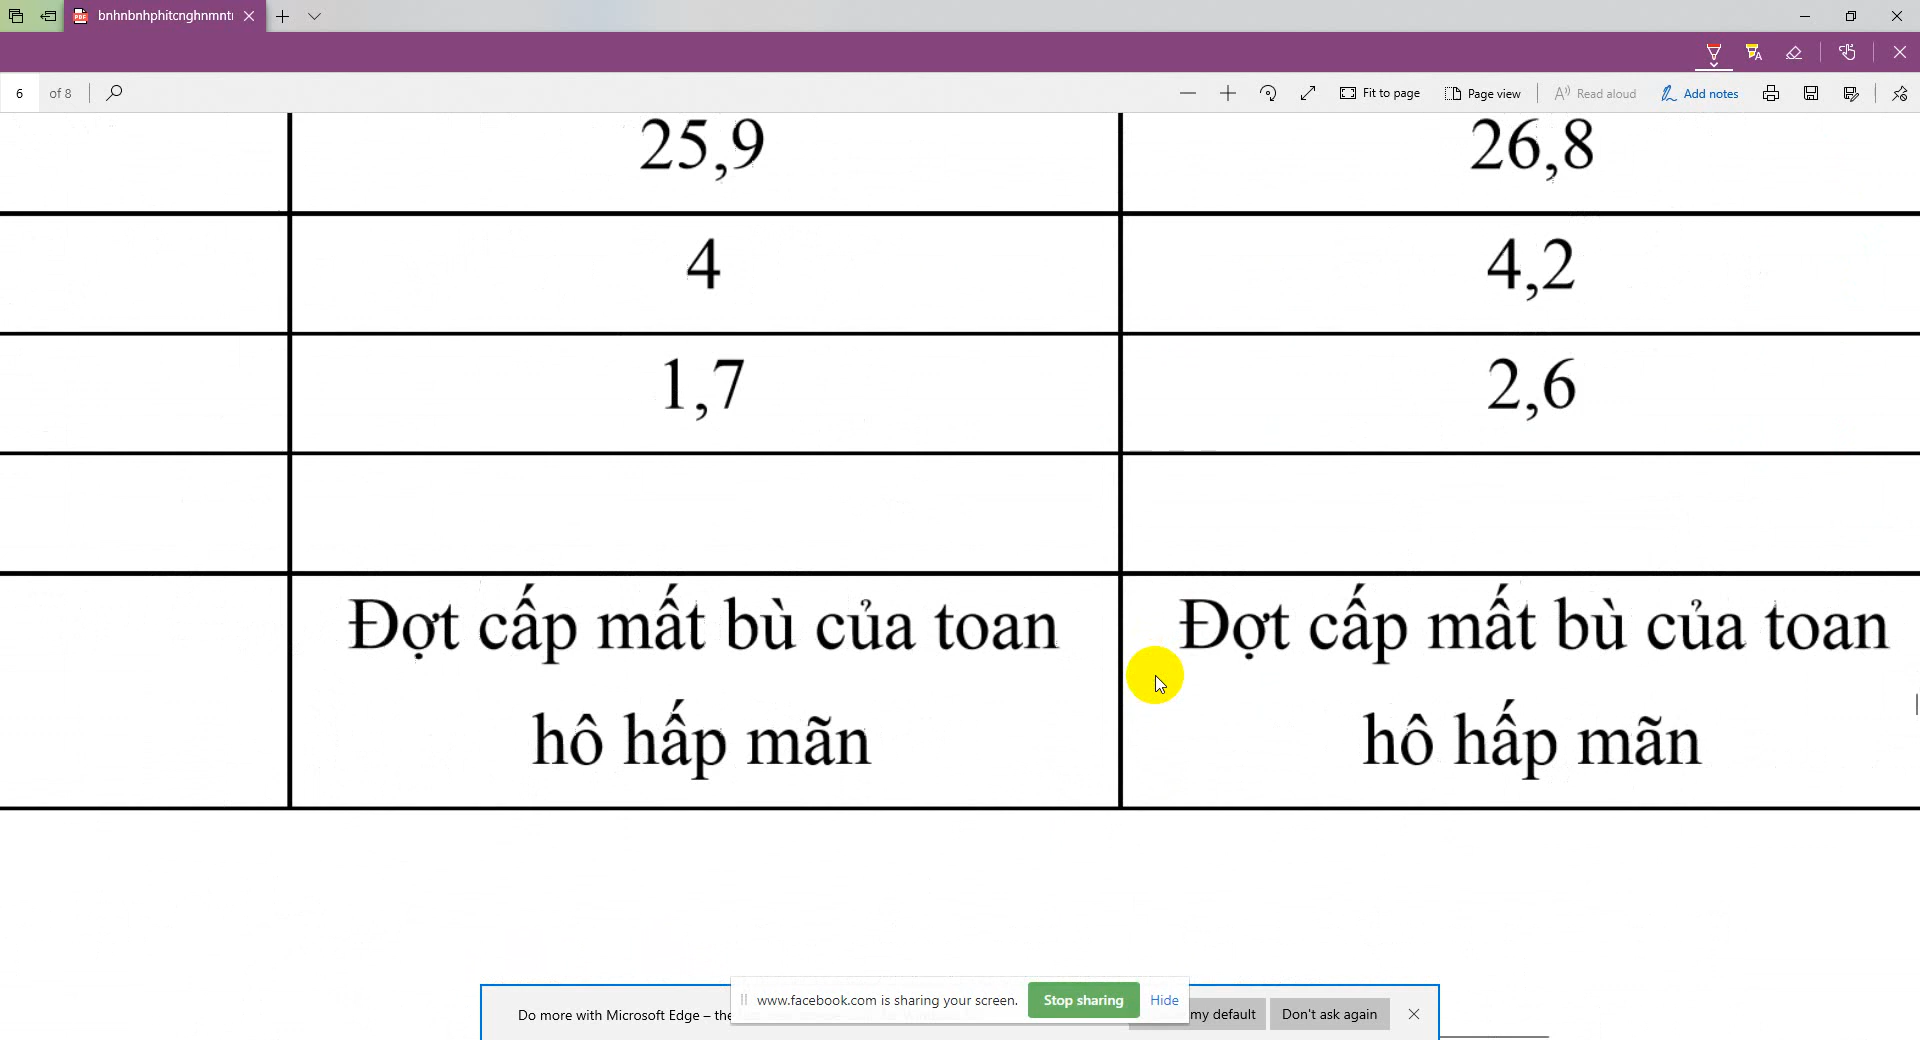 bnhnbnhphitcnghnmnt
6 of 8 Fit to page Page view Read aloud Add notes
25,9 26,8
4 4,2
1,7 2,6
Đợt cấp mất bù của toan Đợt cấp mất bù của toan
hô hấp mãn hô hấp mãn
www.facebook.com is sharing your screen. Stop sharing Hide
Do more with Microsoft Edge – the my default Don't ask again